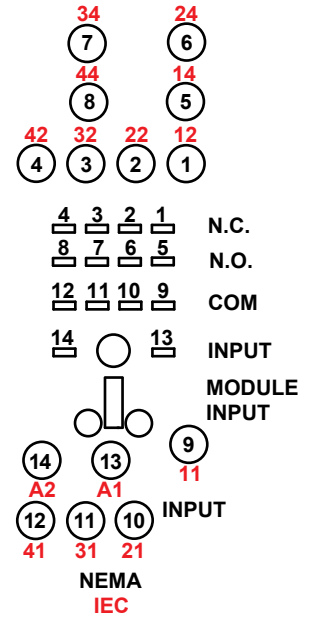 34 24
7 6
44 14
8 5
42 32 22 12
4 3 2 1
4 3 2 1 N.C.
8 7 6 5 N.O.
12 11 10 9 COM
14 13 INPUT
MODULE
INPUT
9
14 13 11
A2 A1
12 11 10 INPUT
41 31 21
NEMA
IEC